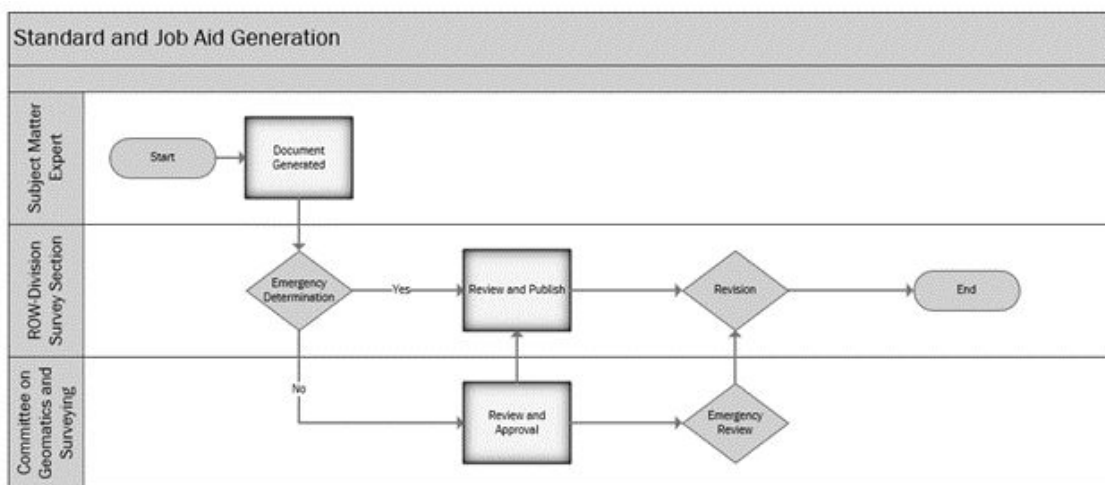 Standard and Job Aid Generation
Subject Matter
Expert
Start
Document
Generated
ROW-Division
Survey Section
Emergency
Determination
Yes
Review and Publish
Revision
End
Committee on
Geomatics and
Surveying
No
Review and
Approval
Emergency
Review